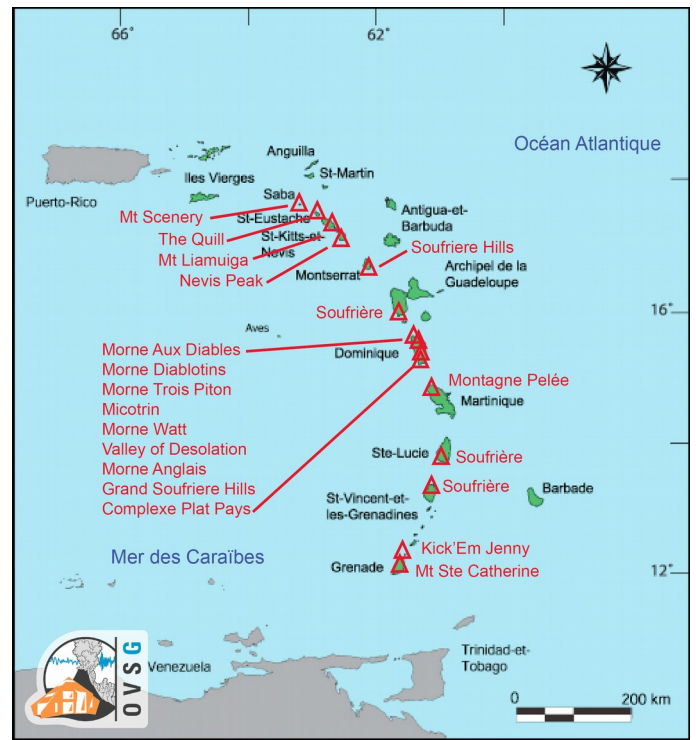 66°
62°
Océan Atlantique
Anguilla
St-Martin
Iles Vierges
Puerto-Rico
Saba
Mt Scenery
St-Eustache
Antigua-et-
Barbuda
The Quill
St-Kitts-et-
Nevis
Mt Liamuiga
Nevis Peak
Soufriere Hills
Montserrat
Archipel de la
Guadeloupe
Soufrière
16°
Aves
Dominique
Morne Aux Diables
Morne Diablotins
Morne Trois Piton
Micotrin
Morne Watt
Valley of Desolation
Morne Anglais
Grand Soufriere Hills
Complexe Plat Pays
Montagne Pelée
Martinique
Ste-Lucie
Soufrière
Soufrière
St-Vincent-et-
les-Grenadines
Barbade
Mer des Caraïbes
Kick'Em Jenny
Grenade
Mt Ste Catherine
12°
OVSG
Venezuela
Trinidad-et-
Tobago
0
200 km